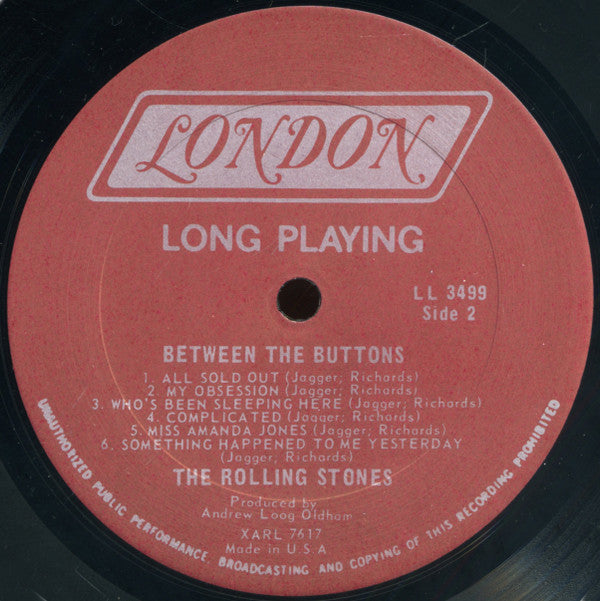 LONDON
LONG PLAYING
LL 3499
Side 2
BETWEEN THE BUTTONS
1. ALL SOLD OUT (Jagger; Richards)
2. MY OBSESSION (Jagger; Richards)
3. WHO'S BEEN SLEEPING HERE (Jagger; Richards)
4. COMPLICATED (Jagger; Richards)
5. MISS AMANDA JONES (Jagger; Richards)
6. SOMETHING HAPPENED TO ME YESTERDAY
(Jagger; Richards)
THE ROLLING STONES
Produced by
Andrew Loog Oldham
XARL 7617
Made in U.S.A
UNAUTHORIZED PUBLIC PERFORMANCE, BROADCASTING AND COPYING OF THIS RECORDING PROHIBITED